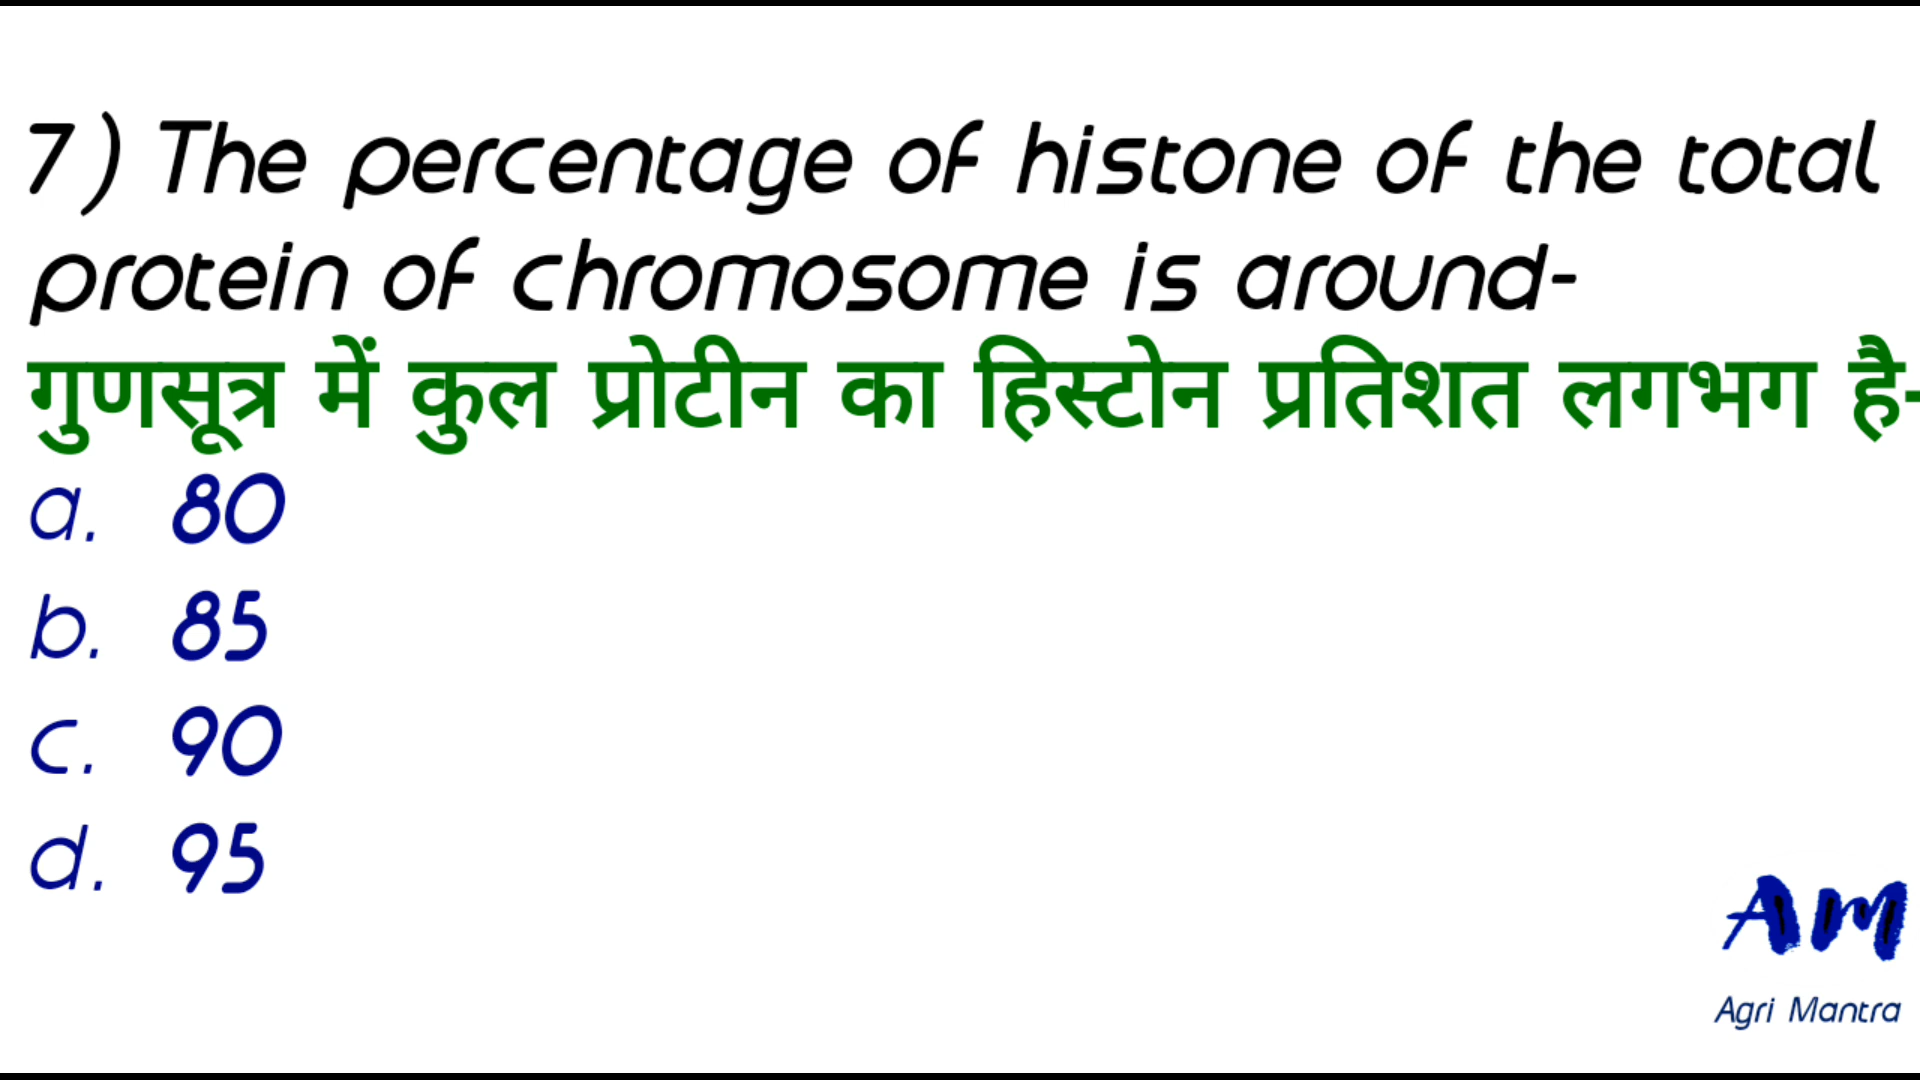 7) The percentage of histone of the total
protein of chromosome is around-
गुणसूत्र में कुल प्रोटीन का हिस्टोन प्रतिशत लगभग है-
a. 80
b. 85
c. 90
d. 95
Am
Agri Mantra